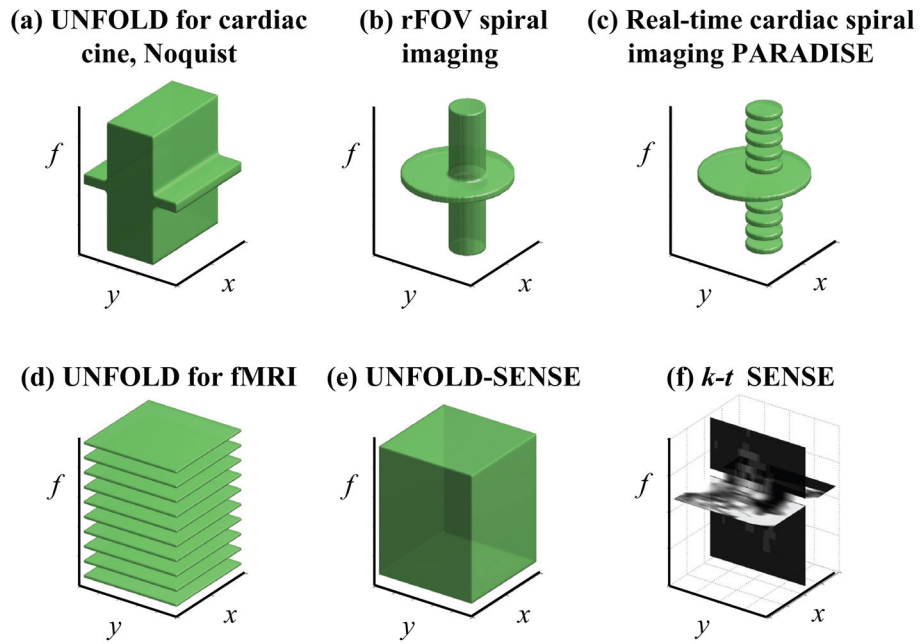 (a) UNFOLD for cardiac
cine, Noquist
(b) rFOV spiral
imaging
(c) Real-time cardiac spiral
imaging PARADISE
f
y
x
f
y
x
f
y
x
(d) UNFOLD for fMRI
(e) UNFOLD-SENSE
(f) k-t SENSE
f
y
x
f
y
x
f
y
x